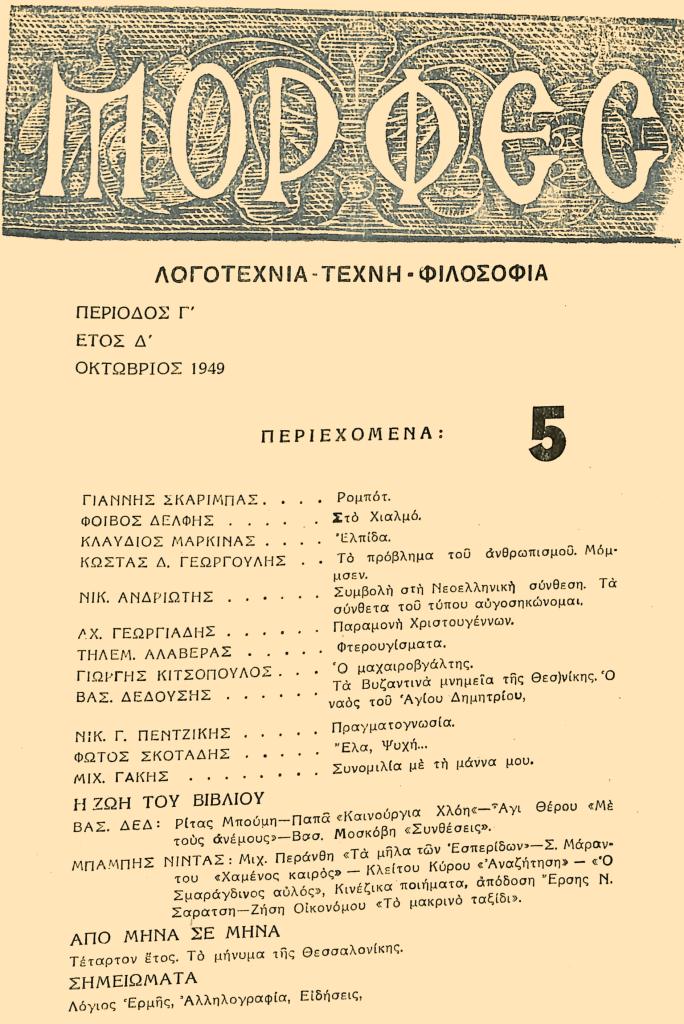 ΜΟΡΦΕΣ
ΛΟΓΟΤΕΧΝΙΑ - ΤΕΧΝΗ - ΦΙΛΟΣΟΦΙΑ
ΠΕΡΙΟΔΟΣ Γ'
ΕΤΟΣ Δ'
ΟΚΤΩΒΡΙΟΣ 1949
ΠΕΡΙΕΧΟΜΕΝΑ: 5
ΓΙΑΝΝΗΣ ΣΚΑΡΙΜΠΑΣ. . . . Ρομπότ.
ΦΟΙΒΟΣ ΔΕΛΦΗΣ . . . . . . Στὸ Χιαλμό.
ΚΛΑΥΔΙΟΣ ΜΑΡΚΙΝΑΣ . . . . Ἐλπίδα.
ΚΩΣΤΑΣ Δ. ΓΕΩΡΓΟΥΛΗΣ . . Τὸ πρόβλημα τοῦ ἀνθρωπισμοῦ. Μόμ-
μσεν.
ΝΙΚ. ΑΝΔΡΙΩΤΗΣ . . . . . . Συμβολὴ στὴ Νεοελληνικὴ σύνθεση. Τὰ
σύνθετα τοῦ τύπου αὐγοσηκώνομαι.
ΑΧ. ΓΕΩΡΓΙΑΔΗΣ . . . . . . Παραμονὴ Χριστουγέννων.
ΤΗΛΕΜ. ΑΛΑΒΕΡΑΣ . . . . . Φτερουγίσματα.
ΓΙΩΡΓΗΣ ΚΙΤΣΟΠΟΥΛΟΣ . . . Ὁ μαχαιροβγάλτης.
ΒΑΣ. ΔΕΔΟΥΣΗΣ . . . . . . Τὰ Βυζαντινὰ μνημεῖα τῆς Θεσ)νίκης. Ὁ
ναὸς τοῦ Ἁγίου Δημητρίου,
ΝΙΚ. Γ. ΠΕΝΤΖΙΚΗΣ . . . . . Πραγματογνωσία.
ΦΩΤΟΣ ΣΚΟΤΑΔΗΣ . . . . . Ἔλα, Ψυχή...
ΜΙΧ. ΓΑΚΗΣ . . . . . . . . Συνομιλία μὲ τὴ μάννα μου.
Η ΖΩΗ ΤΟΥ ΒΙΒΛΙΟΥ
ΒΑΣ. ΔΕΔ: Ρίτας Μπούμη—Παπᾶ «Καινούργια Χλόη«—Ἄγι Θέρου «Μὲ
τοὺς ἀνέμους»—Βασ. Μοσκόβη «Συνθέσεις».
ΜΠΑΜΠΗΣ ΝΙΝΤΑΣ: Μιχ. Περάνθη «Τὰ μῆλα τῶν Ἑσπερίδων»—Σ. Μάραν-
του «Χαμένος καιρὸς» — Κλείτου Κύρου «Ἀναζήτηση» — «Ὁ
Σμαράγδινος αὐλός», Κινέζικα ποιήματα, ἀπόδοση Ἔρσης Ν.
Σαρατση—Ζήση Οἰκονόμου «Τὸ μακρινὸ ταξίδι».
ΑΠΟ ΜΗΝΑ ΣΕ ΜΗΝΑ
Τέταρτον ἔτος. Τὸ μήνυμα τῆς Θεσσαλονίκης.
ΣΗΜΕΙΩΜΑΤΑ
Λόγιος Ἑρμῆς, Ἀλληλογραφία, Εἰδήσεις,